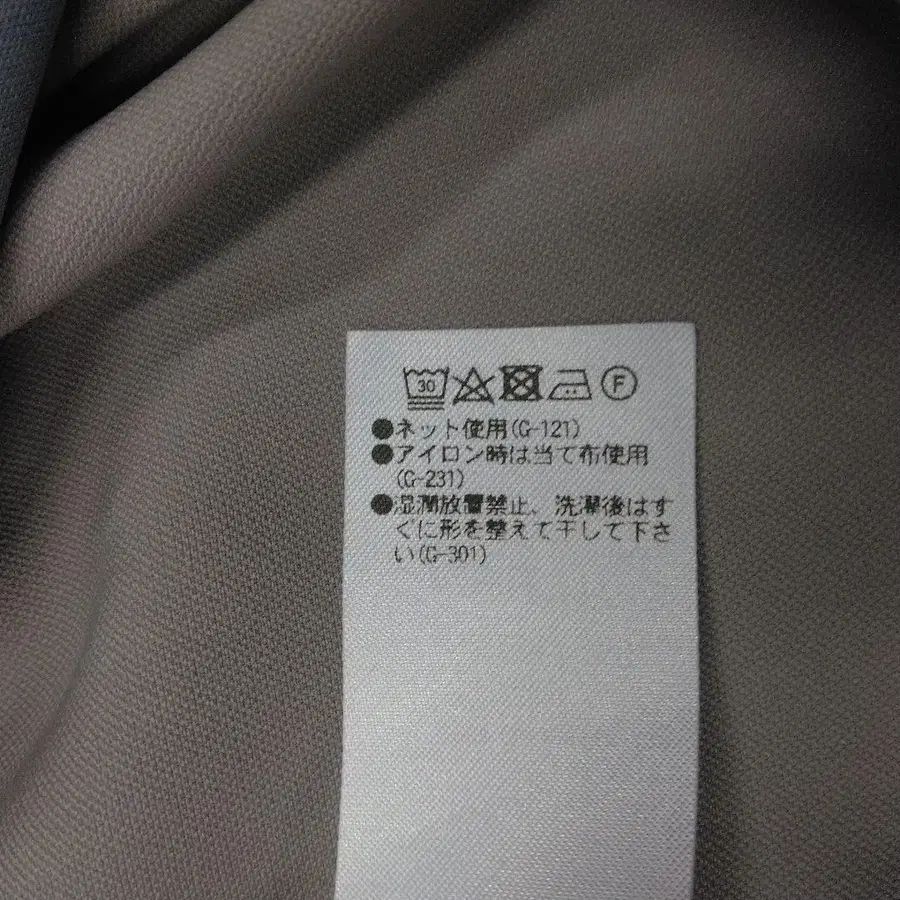 30 F
●ネット使用(G-121)
●アイロン時は当て布使用
(G-231)
●湿潤放置禁止、洗濯後はす
ぐに形を整えて干して下さ
い(G-301)